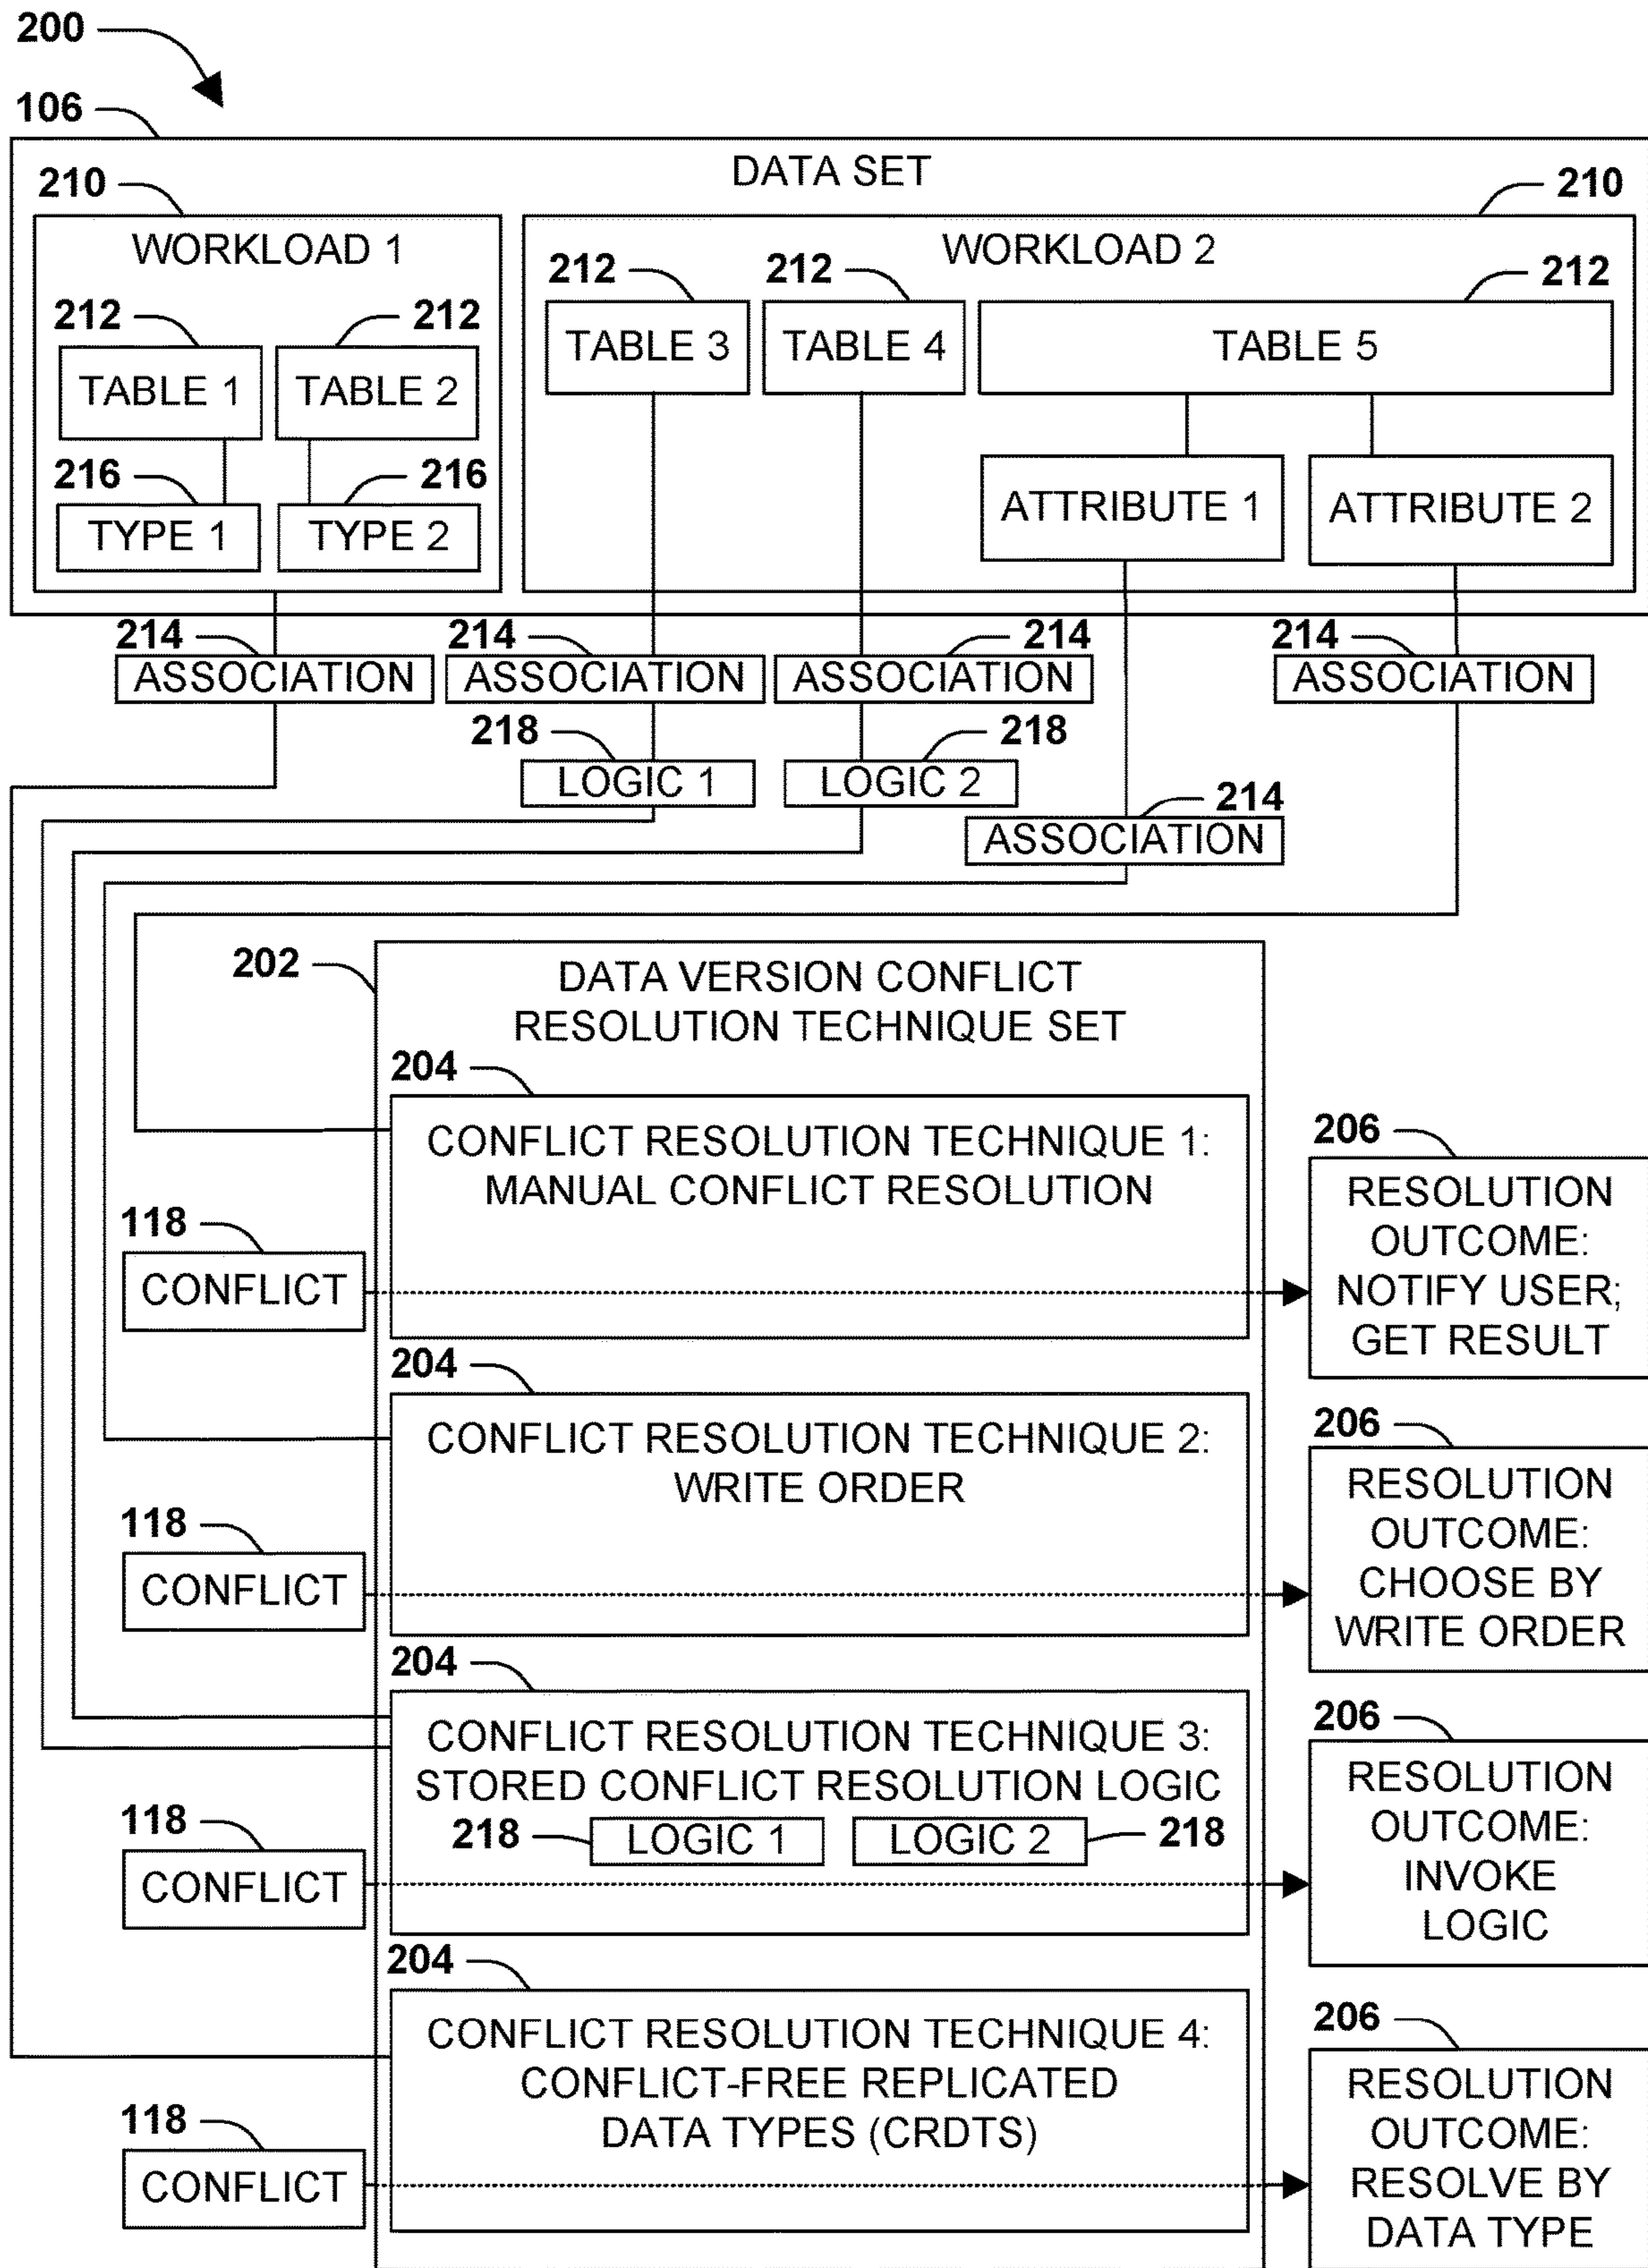 200
106
DATA SET
210
210
WORKLOAD 1
WORKLOAD 2
212
212
212
212
212
TABLE 3
TABLE 4
TABLE 5
TABLE 1
TABLE 2
216
216
ATTRIBUTE 1
ATTRIBUTE 2
TYPE 1
TYPE 2
214
214
214
214
ASSOCIATION
ASSOCIATION
ASSOCIATION
ASSOCIATION
218
218
LOGIC 1
LOGIC 2
214
ASSOCIATION
202
DATA VERSION CONFLICT
RESOLUTION TECHNIQUE SET
204
CONFLICT RESOLUTION TECHNIQUE 1:
MANUAL CONFLICT RESOLUTION
118
CONFLICT
206
RESOLUTION
OUTCOME:
NOTIFY USER;
GET RESULT
204
CONFLICT RESOLUTION TECHNIQUE 2:
WRITE ORDER
118
CONFLICT
206
RESOLUTION
OUTCOME:
CHOOSE BY
WRITE ORDER
204
CONFLICT RESOLUTION TECHNIQUE 3:
STORED CONFLICT RESOLUTION LOGIC
218
LOGIC 1
LOGIC 2
218
118
CONFLICT
206
RESOLUTION
OUTCOME:
INVOKE
LOGIC
204
CONFLICT RESOLUTION TECHNIQUE 4:
CONFLICT-FREE REPLICATED
DATA TYPES (CRDTS)
118
CONFLICT
206
RESOLUTION
OUTCOME:
RESOLVE BY
DATA TYPE